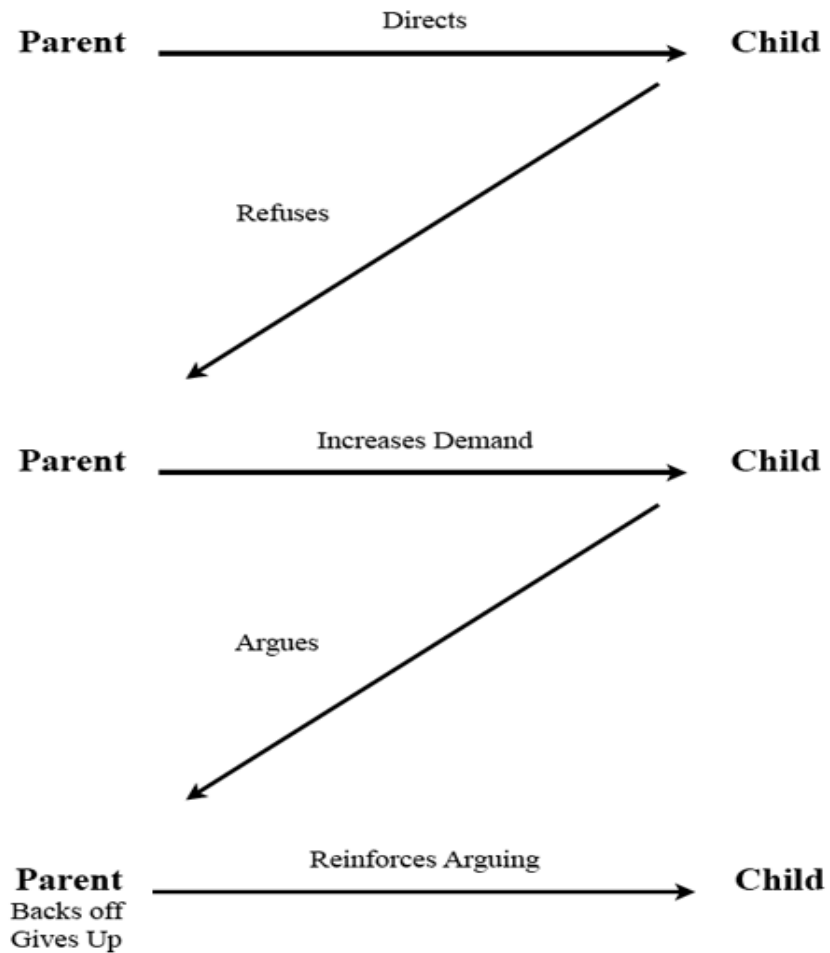 Directs
Parent Child
Refuses
Increases Demand
Parent Child
Argues
Reinforces Arguing
Parent Child
Backs off
Gives Up